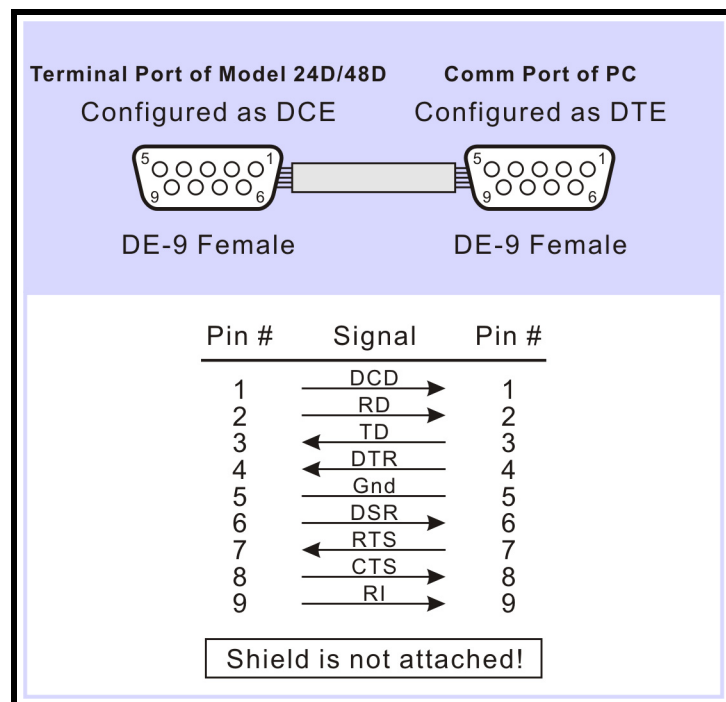 Terminal Port of Model 24D/48D Comm Port of PC
Configured as DCE Configured as DTE
5 1 5 1
9 6 9 6
DE-9 Female DE-9 Female
Pin # Signal Pin #
1 DCD 1
2 RD 2
3 TD 3
4 DTR 4
5 Gnd 5
6 DSR 6
7 RTS 7
8 CTS 8
9 RI 9
Shield is not attached!